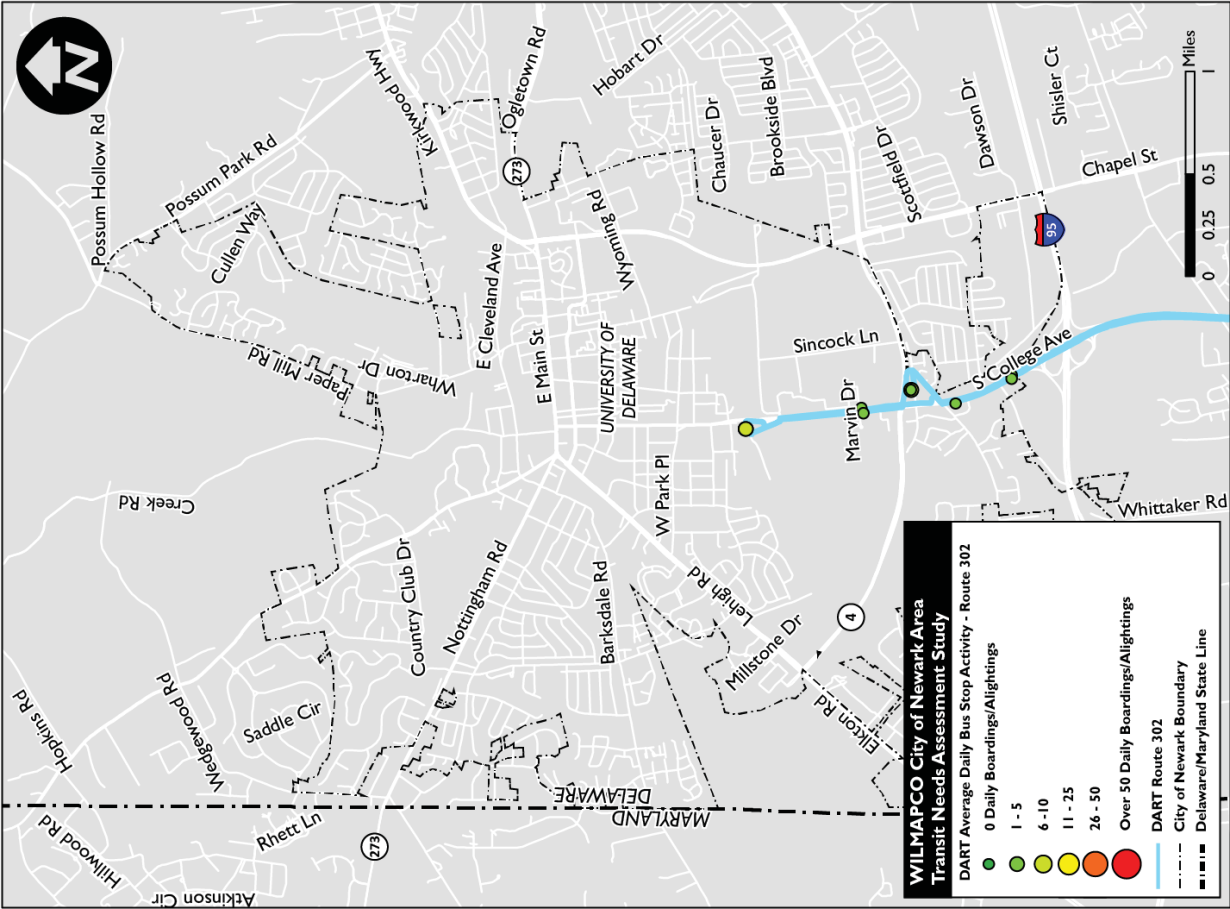 N
Possum Hollow Rd
Possum Park Rd
Cullen Way
Kirkwood Hwy
Ogletown Rd
273
Hobart Dr
Chaucer Dr
Brookside Blvd
Scottfield Dr
Dawson Dr
Shisler Ct
Chapel St
Miles
0
0.25
0.5
1
95
Paper Mill Rd
Wharton Dr
E Cleveland Ave
E Main St
Wyoming Rd
UNIVERSITY OF
DELAWARE
Sincock Ln
S College Ave
Marvin Dr
Creek Rd
W Park Pl
Whittaker Rd
Country Club Dr
Nottingham Rd
Barksdale Rd
Lehigh Rd
Millstone Dr
4
Elkton Rd
Hopkins Rd
Wedgewood Rd
Saddle Cir
DELAWARE
MARYLAND
Hillwood Rd
Rhett Ln
273
Atkinson Cir
WILMAPCO City of Newark Area
Transit Needs Assessment Study
DART Average Daily Bus Stop Activity - Route 302
0 Daily Boardings/Alightings
1 - 5
6 -10
11 - 25
26 - 50
Over 50 Daily Boardings/Alightings
DART Route 302
City of Newark Boundary
Delaware/Maryland State Line